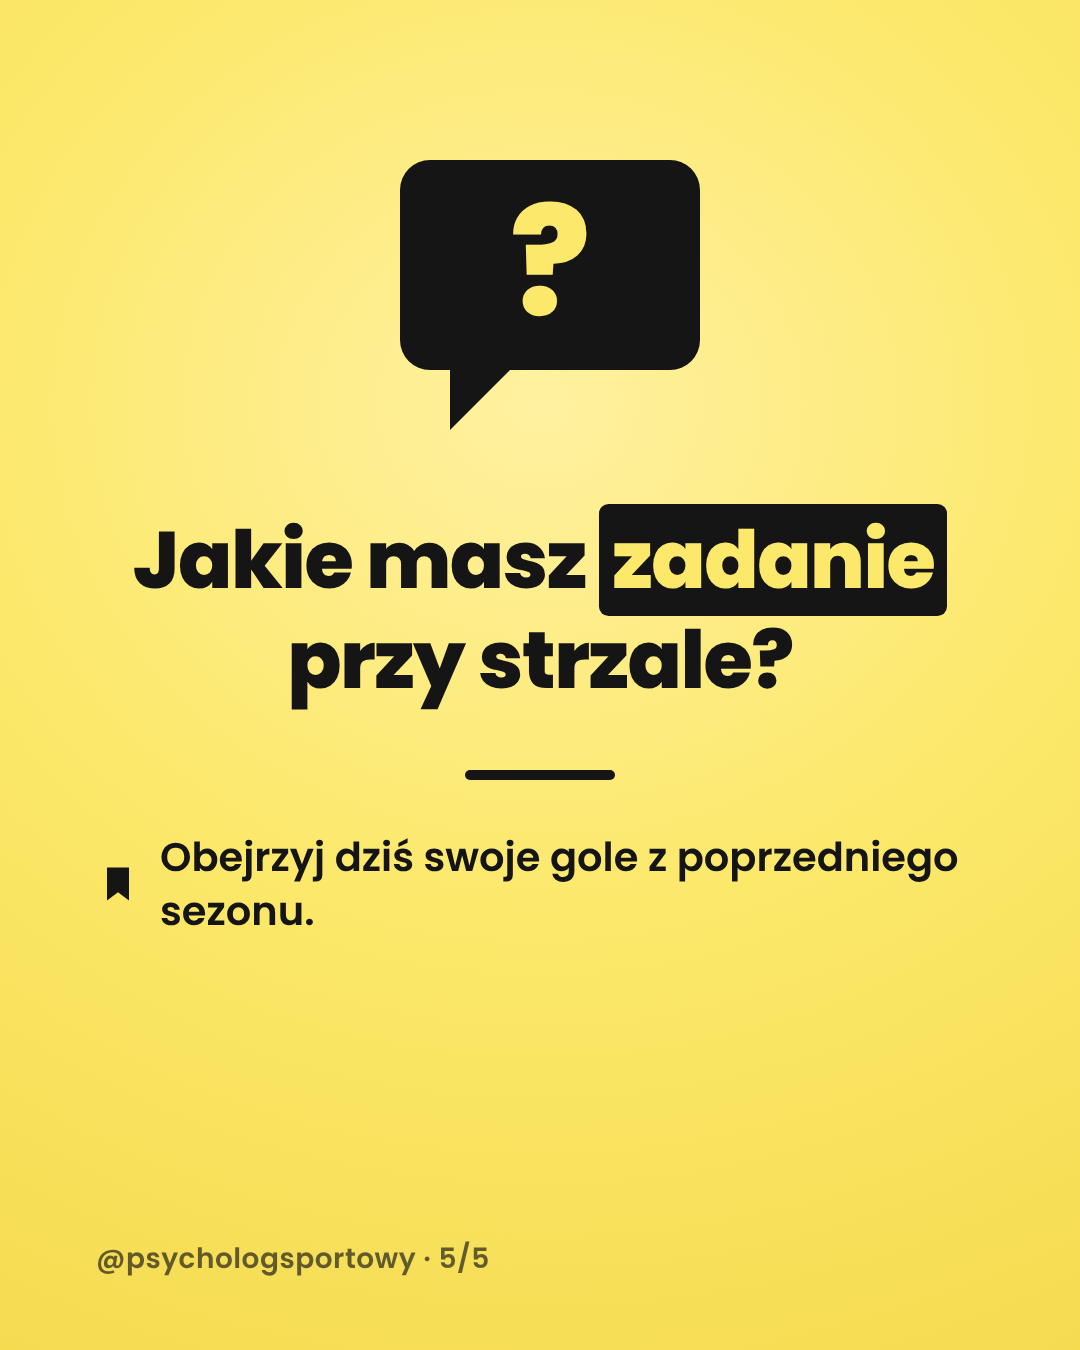 ?
Jakie masz zadanie
przy strzale?
Obejrzyj dziś swoje gole z poprzedniego
sezonu.
@psychologsportowy · 5/5